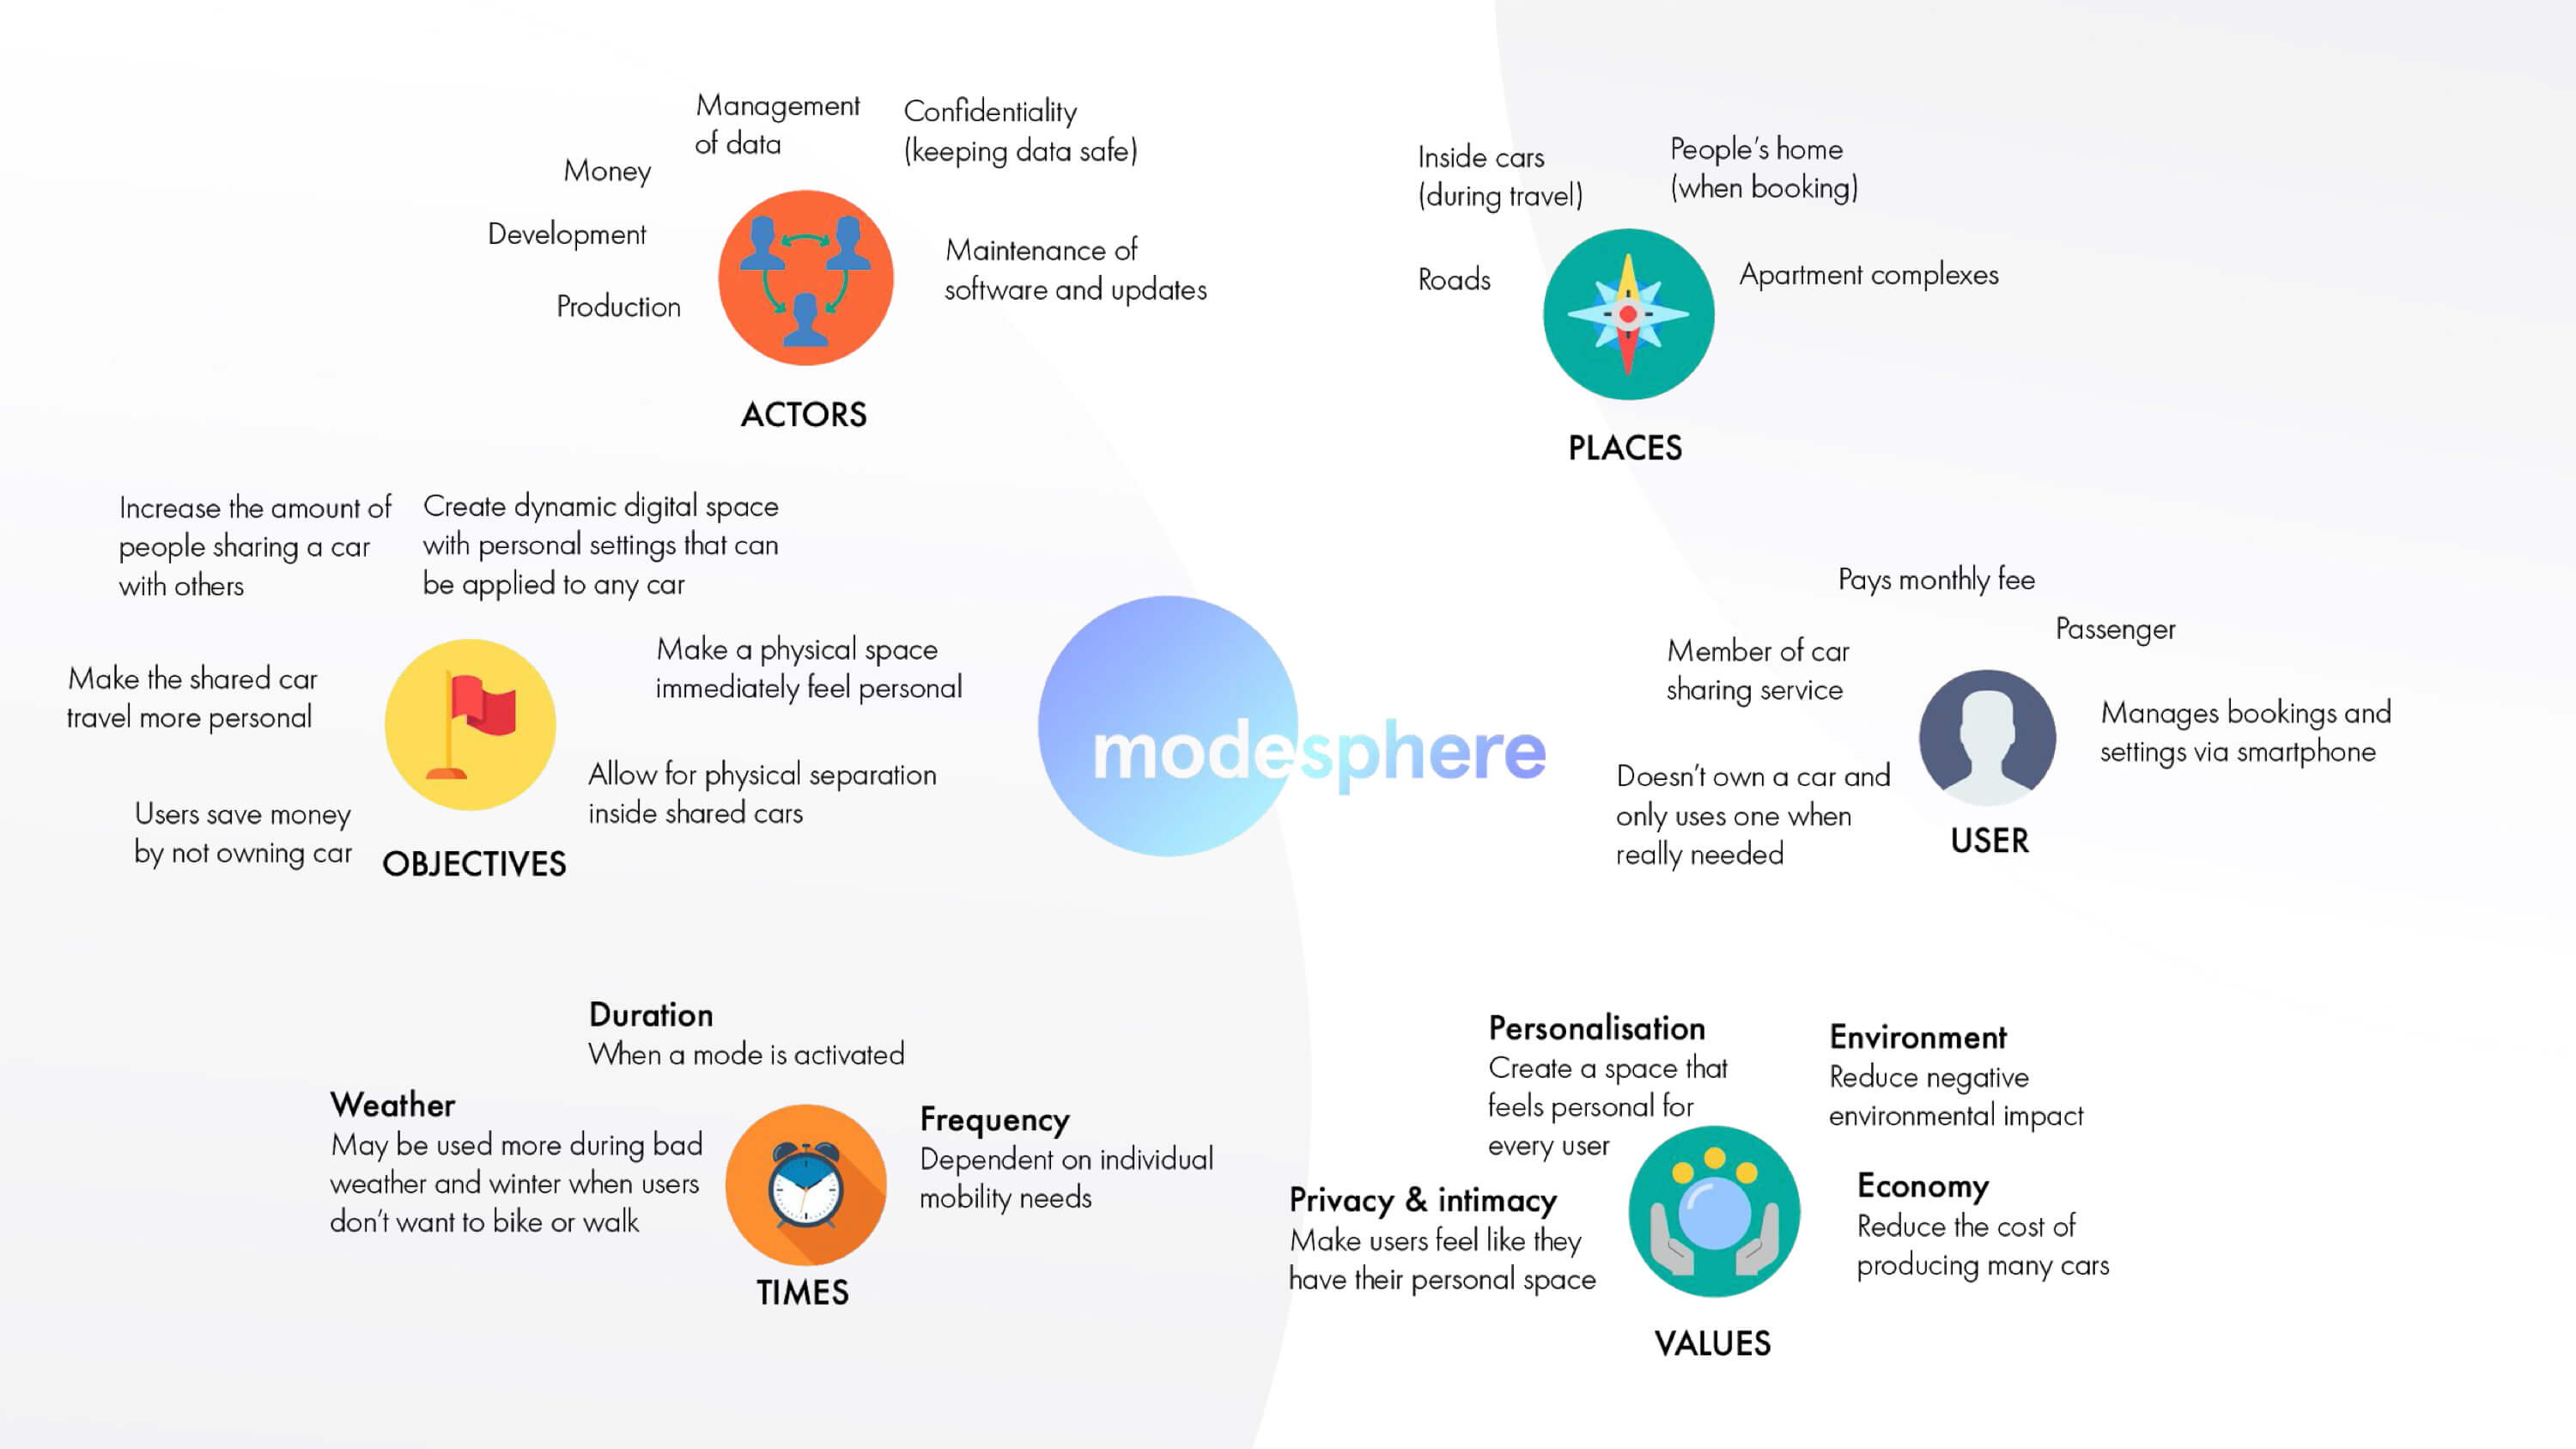 Management
of data
Confidentiality
(keeping data safe)
Money
Development
Production
Maintenance of
software and updates
ACTORS
Inside cars
(during travel)
People's home
(when booking)
Roads
Apartment complexes
PLACES
Increase the amount of
people sharing a car
with others
Create dynamic digital space
with personal settings that can
be applied to any car
Make the shared car
travel more personal
Make a physical space
immediately feel personal
Users save money
by not owning car
Allow for physical separation
inside shared cars
OBJECTIVES
modesphere
Pays monthly fee
Passenger
Member of car
sharing service
Manages bookings and
settings via smartphone
Doesn't own a car and
only uses one when
really needed
USER
Duration
When a mode is activated
Weather
May be used more during bad
weather and winter when users
don't want to bike or walk
Frequency
Dependent on individual
mobility needs
TIMES
Personalisation
Create a space that
feels personal for
every user
Environment
Reduce negative
environmental impact
Privacy & intimacy
Make users feel like they
have their personal space
Economy
Reduce the cost of
producing many cars
VALUES